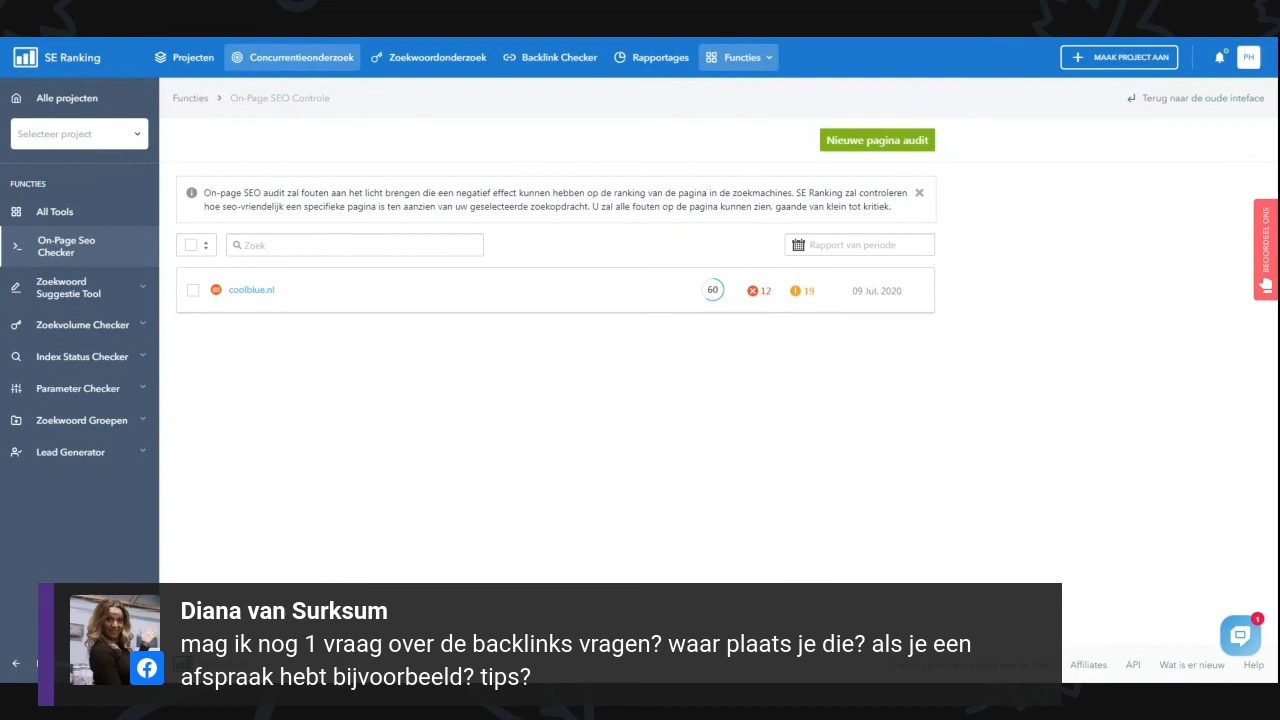 SE Ranking
Projecten
Concurrentieonderzoek
Zoekwoordonderzoek
Backlink Checker
Rapportages
Functies
MAAK PROJECT AAN
PH
Alle projecten
Functies > On-Page SEO Controle
Terug naar de oude inteface
Selecteer project
Nieuwe pagina audit
FUNCTIES
All Tools
On-Page Seo
Checker
Zoekwoord
Suggestie Tool
Zoekvolume Checker
Index Status Checker
Parameter Checker
Zoekwoord Groepen
Lead Generator
On-page SEO audit zal fouten aan het licht brengen die een negatief effect kunnen hebben op de ranking van de pagina in de zoekmachines. SE Ranking zal controleren
hoe seo-vriendelijk een specifieke pagina is ten aanzien van uw geselecteerde zoekopdracht. U zal alle fouten op de pagina kunnen zien, gaande van klein tot kritiek.
Zoek
Rapport van periode
coolblue.nl
60
12
19
09 Jul, 2020
BEOORDEEL ONS
1
Affiliates
API
Wat is er nieuw
Help
Diana van Surksum
mag ik nog 1 vraag over de backlinks vragen? waar plaats je die? als je een
afspraak hebt bijvoorbeeld? tips?